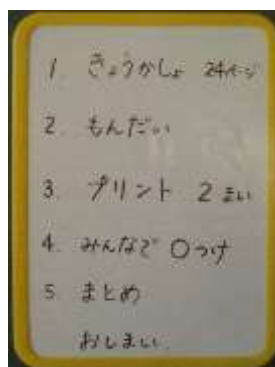 1. きょうかしょ 24ページ
2. もんだい
3. プリント 2まい
4. みんなで ○つけ
5. まとめ
おしまい